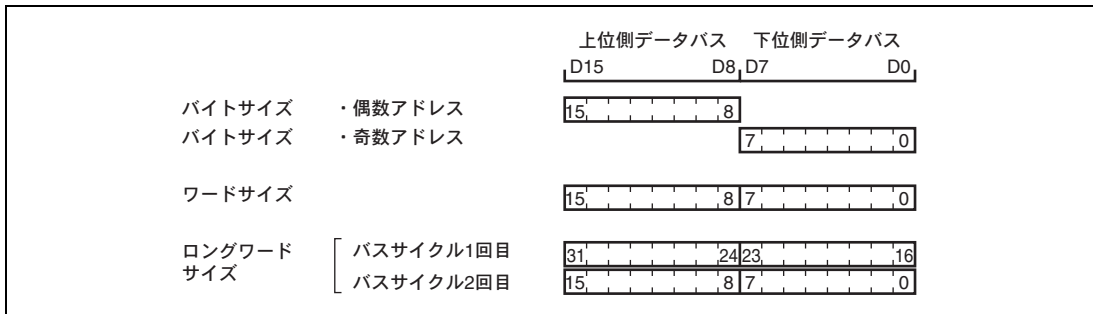 上位側データバス 下位側データバス
D15 D8 D7 D0
バイトサイズ ・偶数アドレス 15 8
バイトサイズ ・奇数アドレス 7 0
ワードサイズ 15 8 7 0
ロングワード バスサイクル1回目 31 24 23 16
サイズ バスサイクル2回目 15 8 7 0